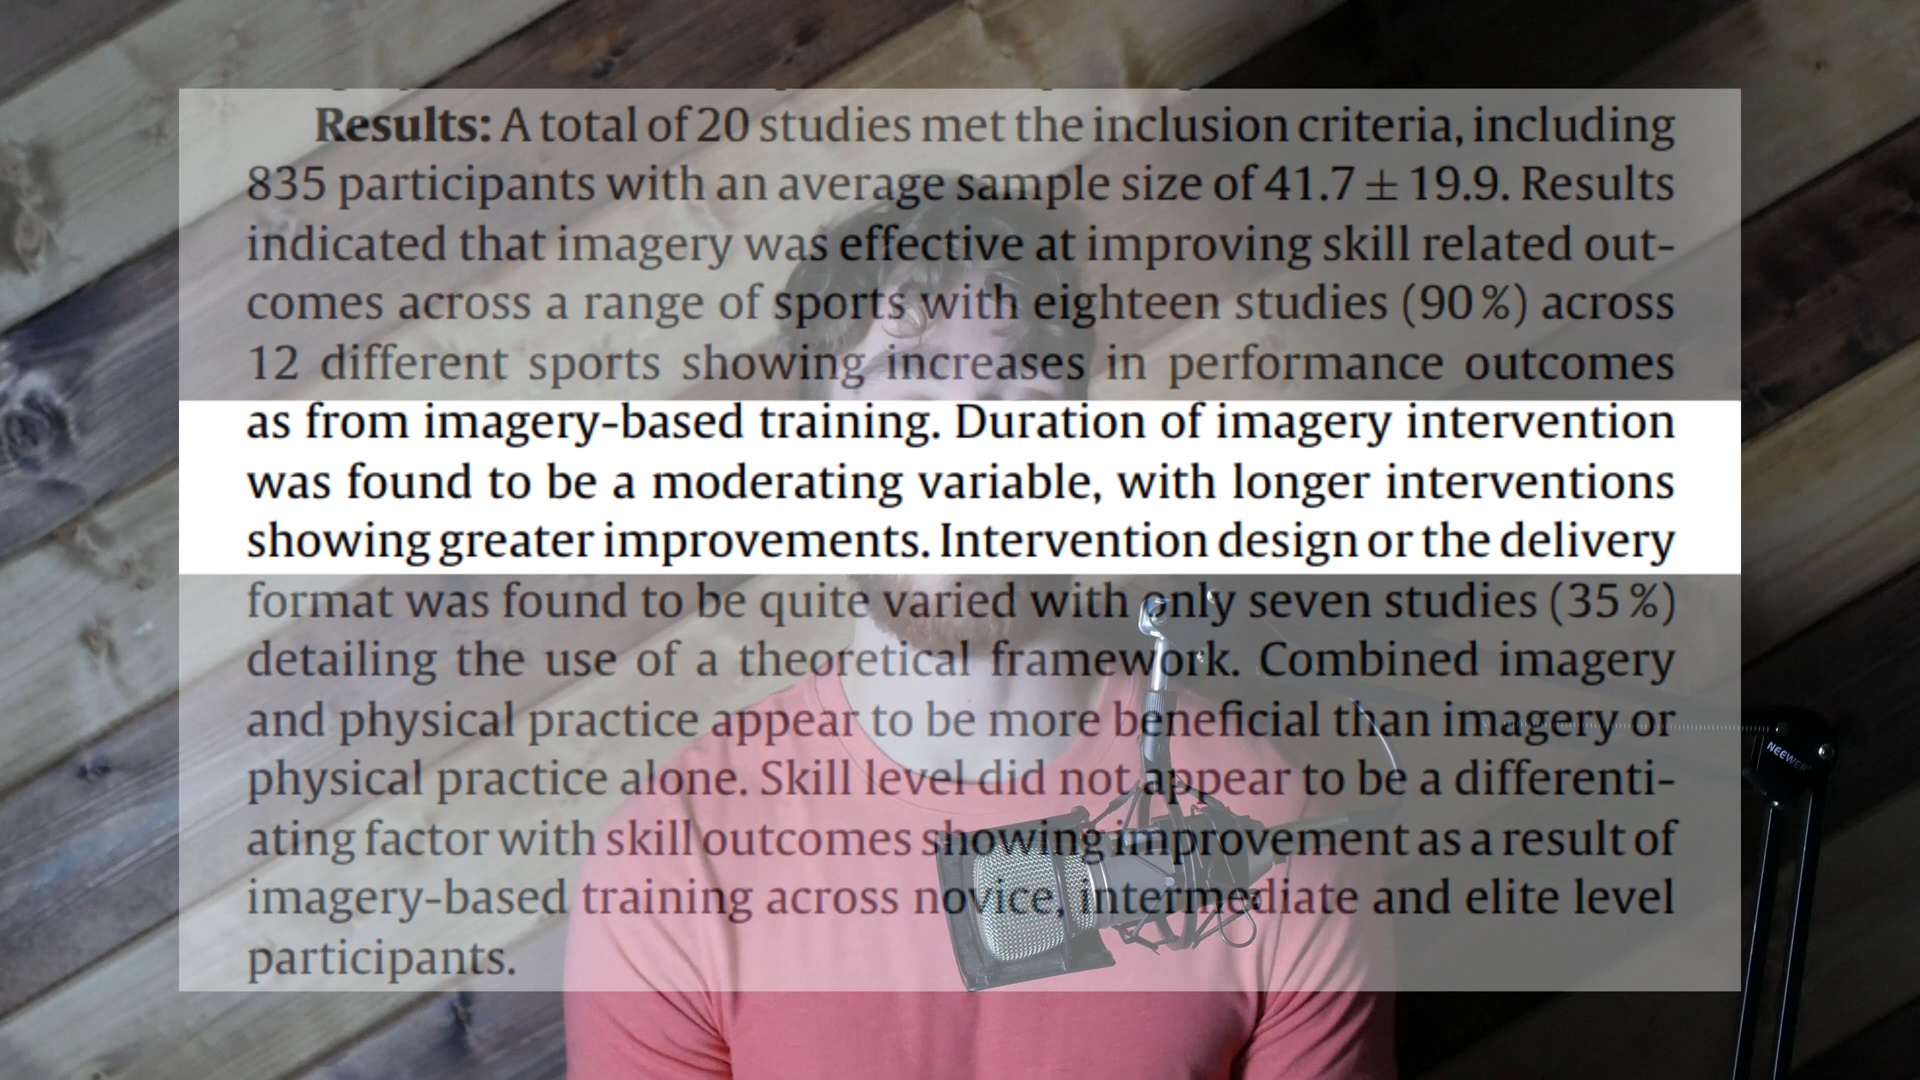 Results: A total of 20 studies met the inclusion criteria, including
835 participants with an average sample size of 41.7 ± 19.9. Results
indicated that imagery was effective at improving skill related out-
comes across a range of sports with eighteen studies (90 %) across
12 different sports showing increases in performance outcomes
as from imagery-based training. Duration of imagery intervention
was found to be a moderating variable, with longer interventions
showing greater improvements. Intervention design or the delivery
format was found to be quite varied with only seven studies (35 %)
detailing the use of a theoretical framework. Combined imagery
and physical practice appear to be more beneficial than imagery or
physical practice alone. Skill level did not appear to be a differenti-
ating factor with skill outcomes showing improvement as a result of
imagery-based training across novice, intermediate and elite level
participants.
NEEWER